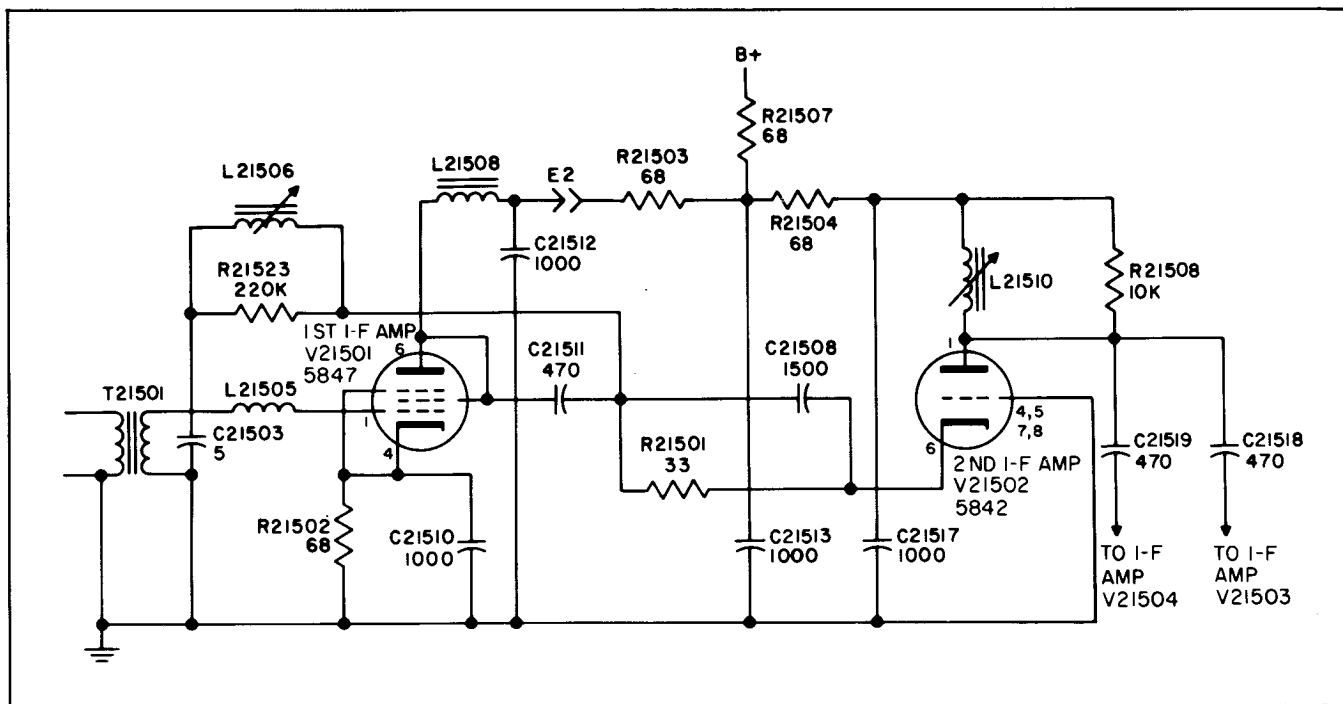 B+
R21507
68
L21506
L21508
E2
R21503
68
R21504
68
C21512
1000
L21510
R21508
10K
R21523
220K
1ST I-F AMP
V21501
5847
6
1
4
C21511
470
C21508
1500
1
4,5
7,8
6
T21501
L21505
C21503
5
R21501
33
2ND I-F AMP
V21502
5842
C21519
470
C21518
470
R21502
68
C21510
1000
C21513
1000
C21517
1000
TO I-F
AMP
V21504
TO I-F
AMP
V21503